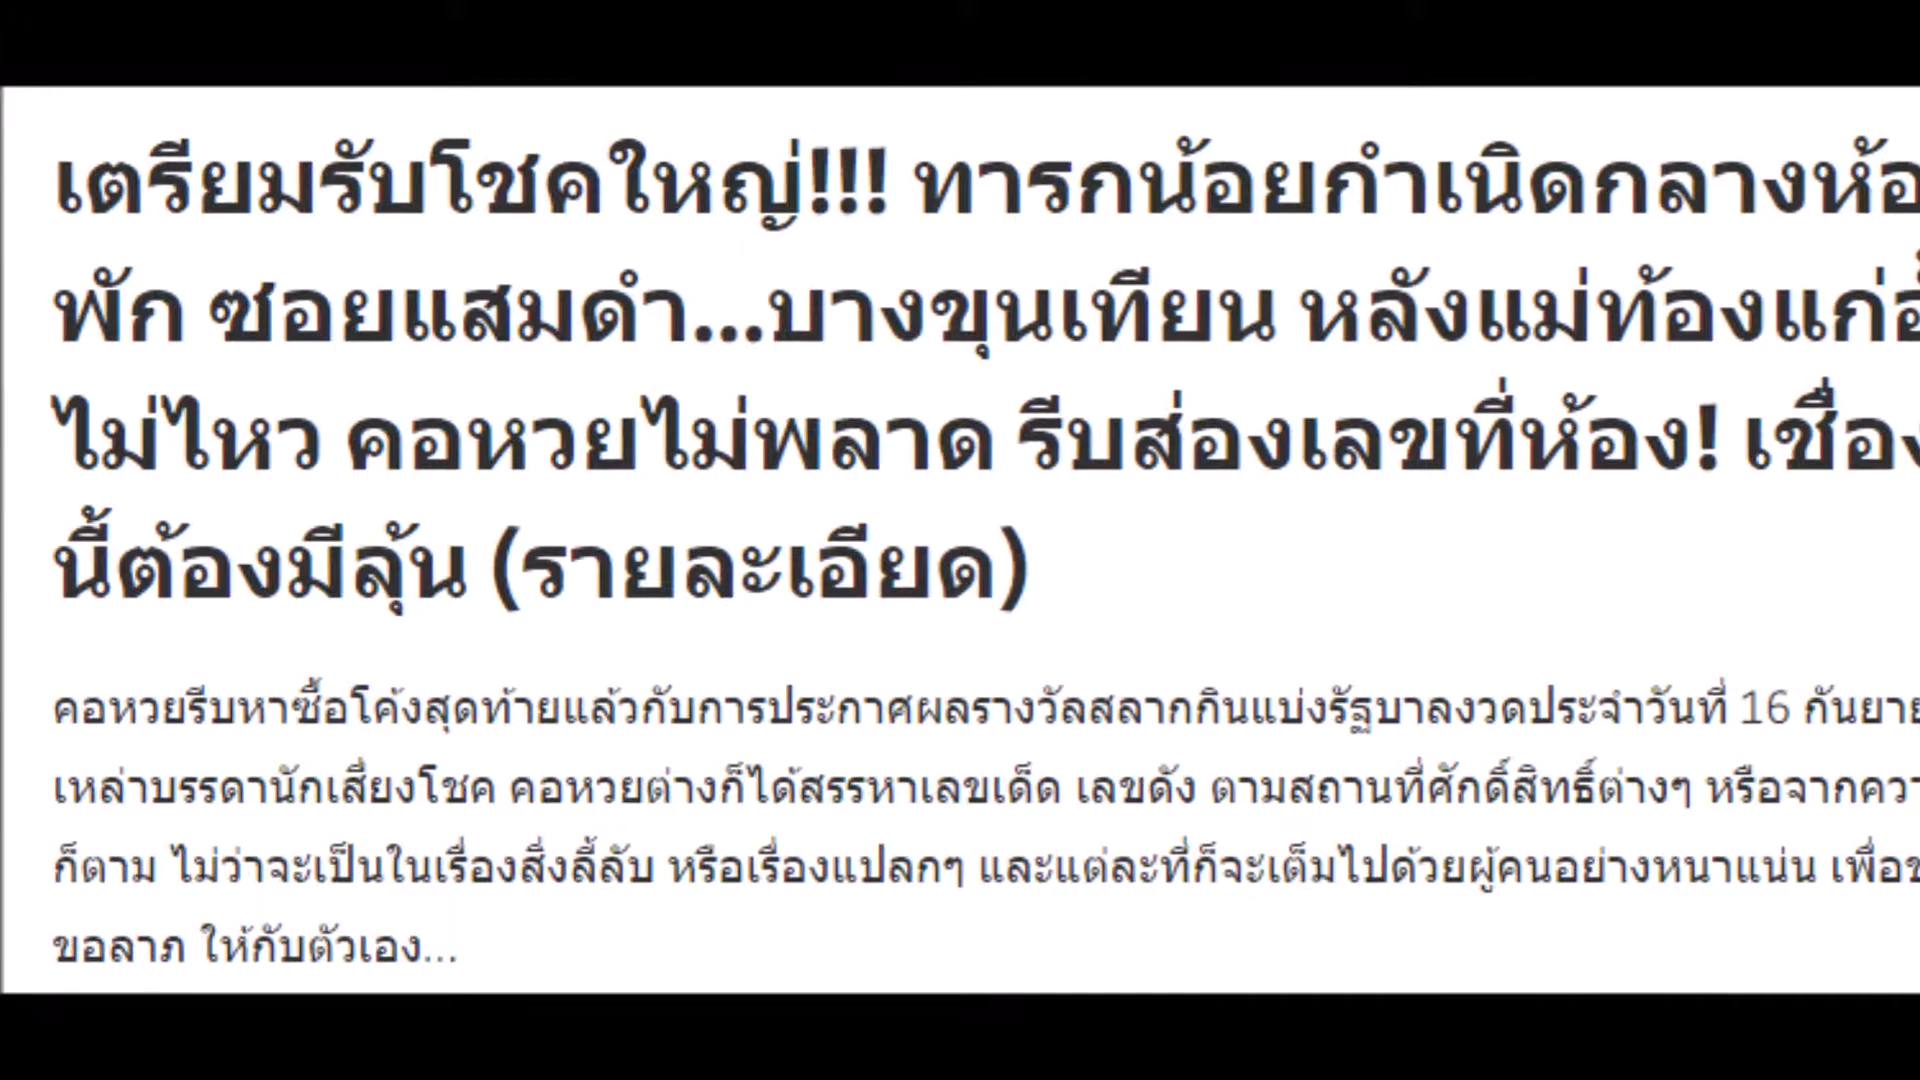 เตรียมรับโชคใหญ่!!! ทารกน้อยกำเนิดกลางห้อ
พัก ซอยแสมดำ...บางขุนเทียน หลังแม่ท้องแก่อั้
ไม่ไหว คอหวยไม่พลาด รีบส่องเลขที่ห้อง! เชื่อง
นี้ต้องมีลุ้น (รายละเอียด)
คอหวยรีบหาซื้อโค้งสุดท้ายแล้วกับการประกาศผลรางวัลสลากกินแบ่งรัฐบาลงวดประจำวันที่ 16 กันยาย
เหล่าบรรดานักเสี่ยงโชค คอหวยต่างก็ได้สรรหาเลขเด็ด เลขดัง ตามสถานที่ศักดิ์สิทธิ์ต่างๆ หรือจากควา
ก็ตาม ไม่ว่าจะเป็นในเรื่องสิ่งลี้ลับ หรือเรื่องแปลกๆ และแต่ละที่ก็จะเต็มไปด้วยผู้คนอย่างหนาแน่น เพื่อข
ขอลาภ ให้กับตัวเอง...